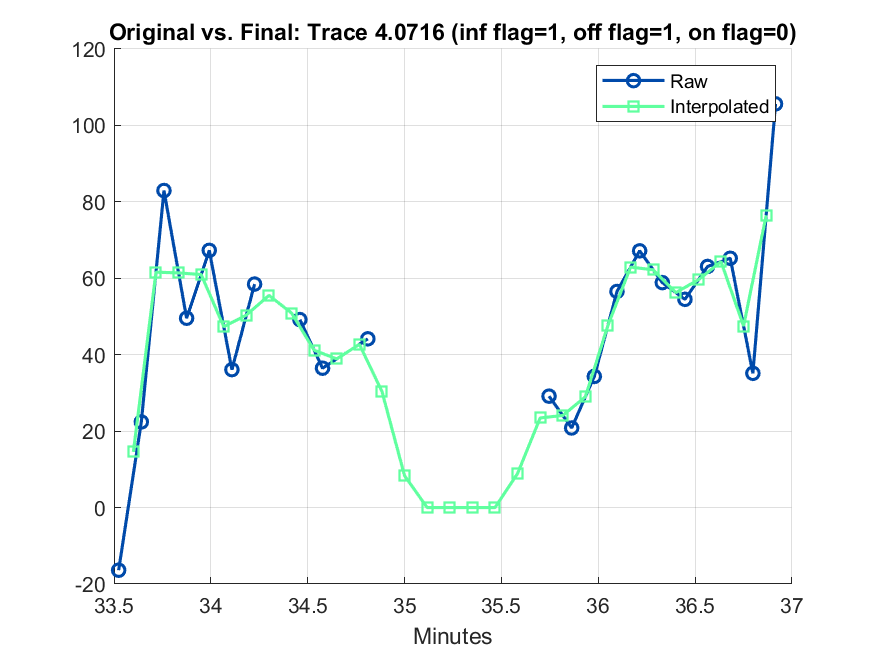 Original vs. Final: Trace 4.0716 (inf flag=1, off flag=1, on flag=0)
120
100
80
60
40
20
0
-20
Raw
Interpolated
33.5 34 34.5 35 35.5 36 36.5 37
Minutes